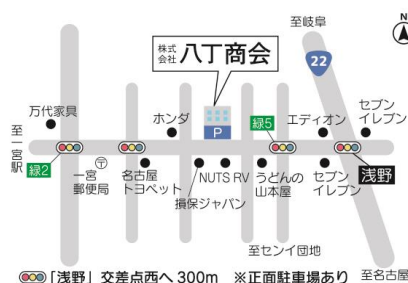 至岐阜
N
株式
会社 八丁商会
22
万代家具
ホンダ
P
緑5
エディオン
セブン
イレブン
至一宮駅
緑2
一宮
郵便局
名古屋
トヨペット
NUTS RV
損保ジャパン
うどんの
山本屋
セブン
イレブン
浅野
至センイ団地
至名古屋
「浅野」交差点西へ300m ※正面駐車場あり